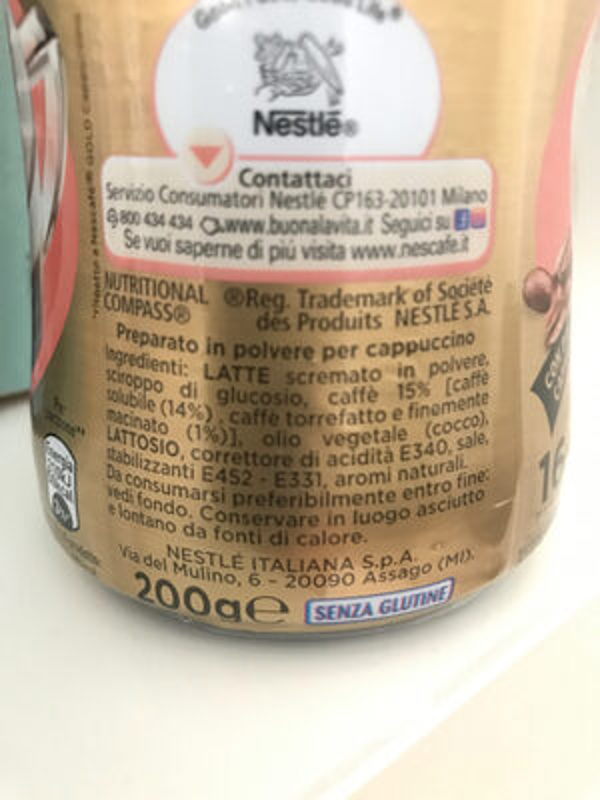 Nestlé®
Contattaci
Servizio Consumatori Nestlé CP163-20101 Milano
800 434 434 www.buonalavita.it Seguici su
Se vuoi saperne di più visita www.nescafe.it
NUTRITIONAL COMPASS®
®Reg. Trademark of Société des Produits NESTLÉ S.A.
Preparato in polvere per cappuccino
Ingredienti: LATTE scremato in polvere,
sciroppo di glucosio, caffè 15% [caffè
solubile (14%), caffè torrefatto e finemente
macinato (1%)], olio vegetale (cocco),
LATTOSIO, correttore di acidità E340, sale,
stabilizzanti E452 - E331, aromi naturali.
Da consumarsi preferibilmente entro fine:
vedi fondo. Conservare in luogo asciutto
e lontano da fonti di calore.
NESTLÉ ITALIANA S.p.A.
Via del Mulino, 6 - 20090 Assago (MI).
200g e SENZA GLUTINE
16